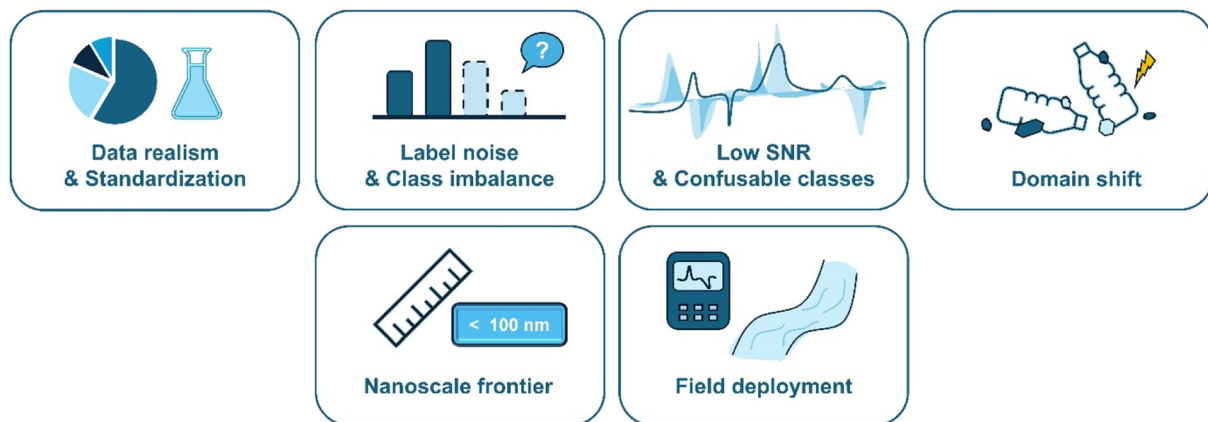 Data realism
& Standardization
?
Label noise
& Class imbalance
Low SNR
& Confusable classes
Domain shift
< 100 nm
Nanoscale frontier
Field deployment